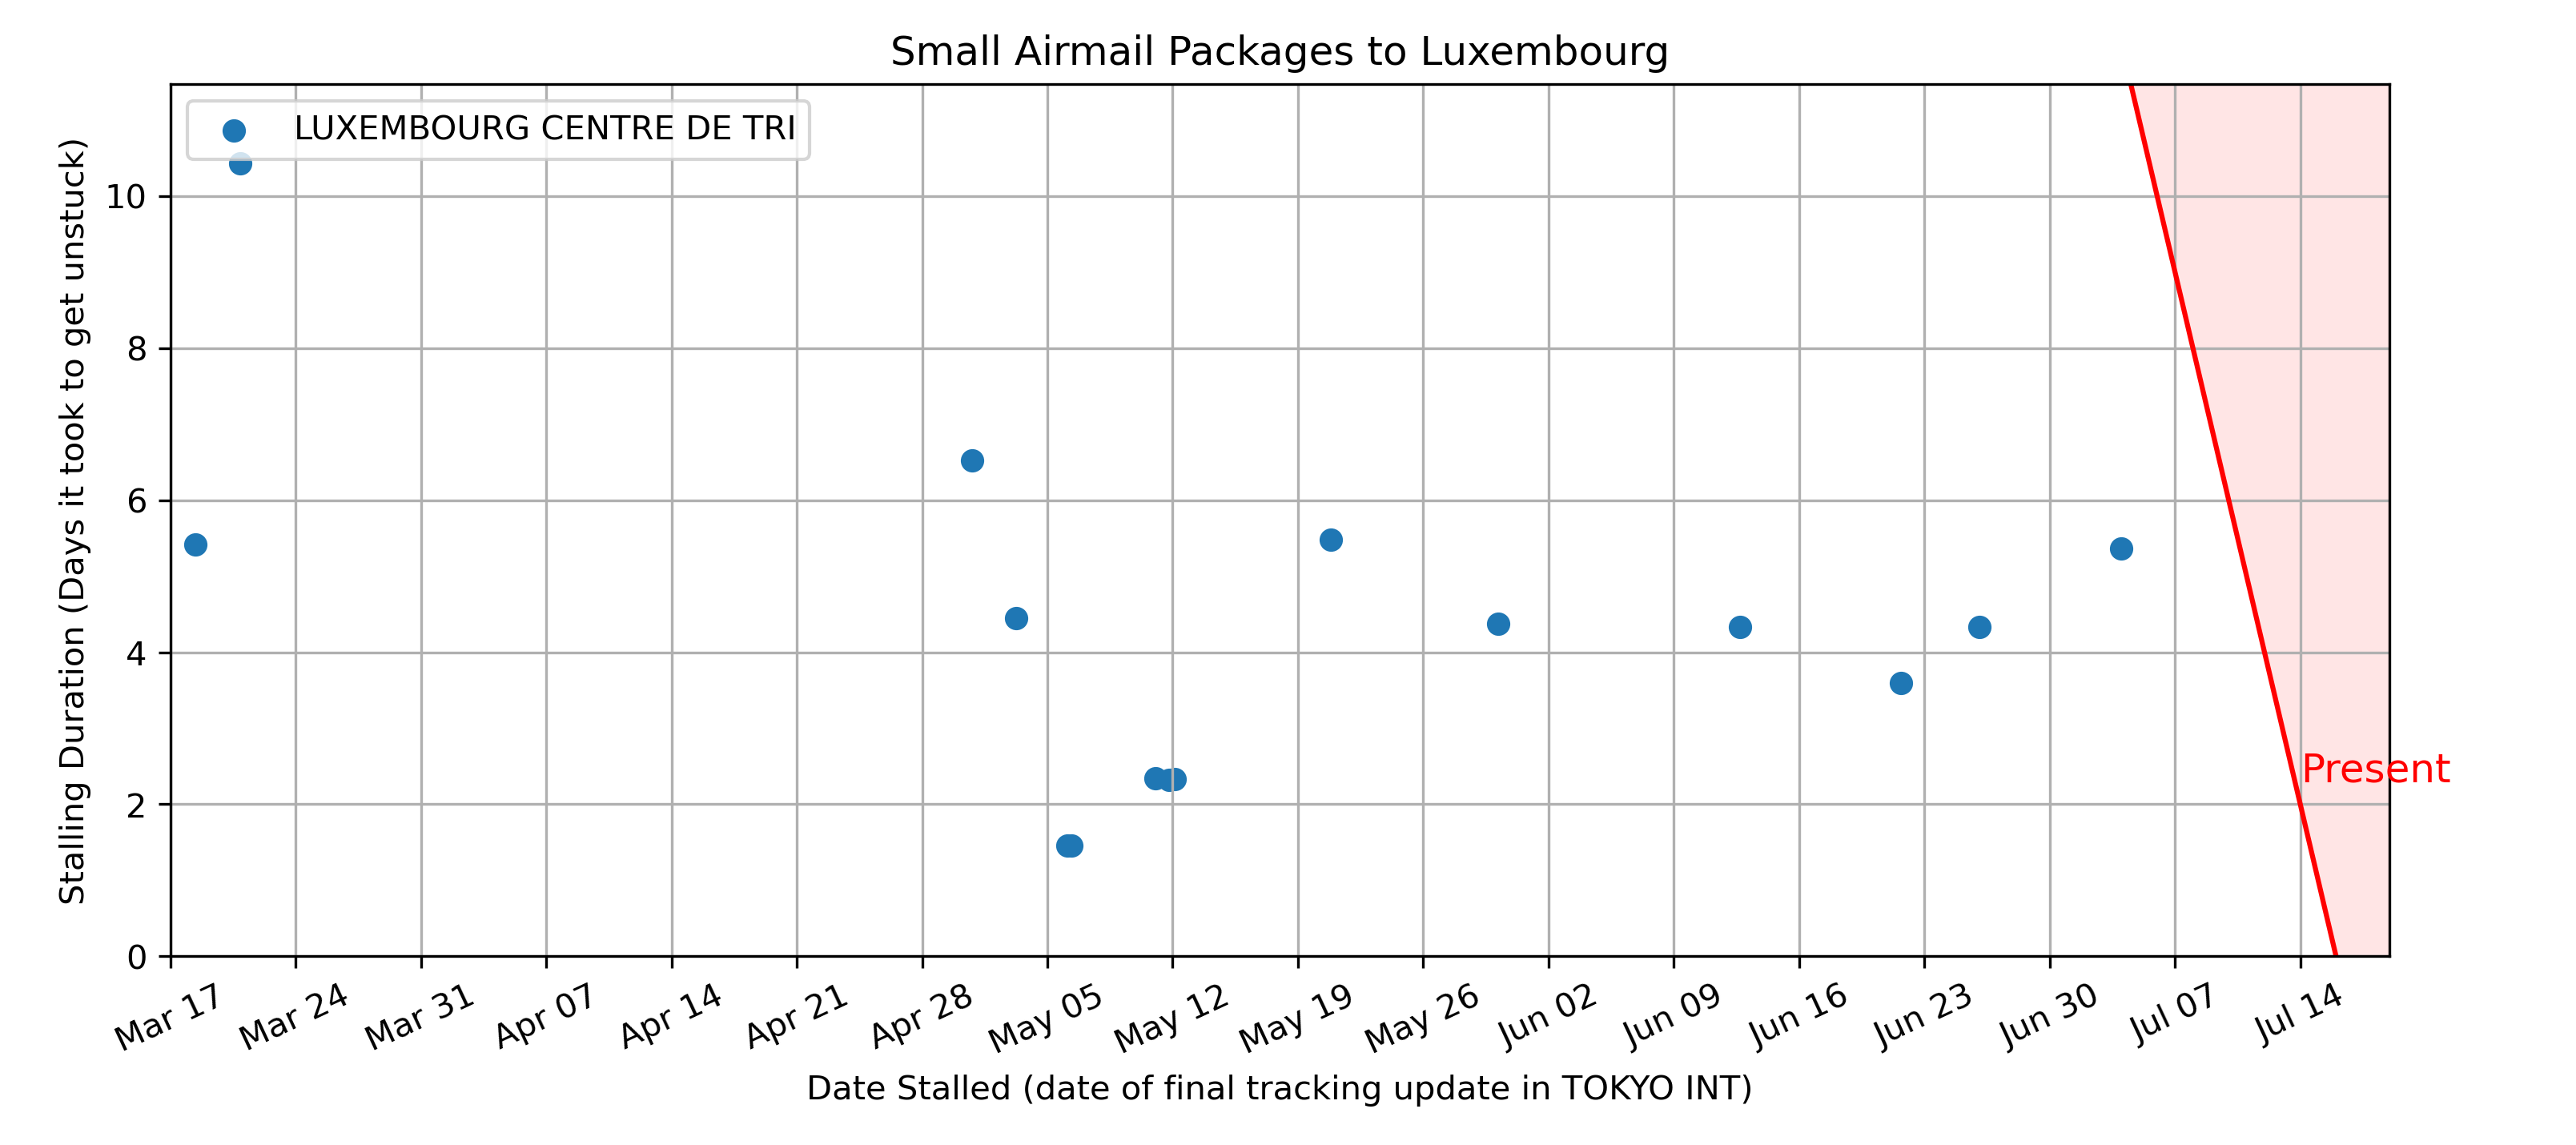 Small Airmail Packages to Luxembourg
LUXEMBOURG CENTRE DE TRI
Stalling Duration (Days it took to get unstuck)
10
8
6
4
2
0
Present
Mar 17 Mar 24 Mar 31 Apr 07 Apr 14 Apr 21 Apr 28 May 05 May 12 May 19 May 26 Jun 02 Jun 09 Jun 16 Jun 23 Jun 30 Jul 07 Jul 14
Date Stalled (date of final tracking update in TOKYO INT)